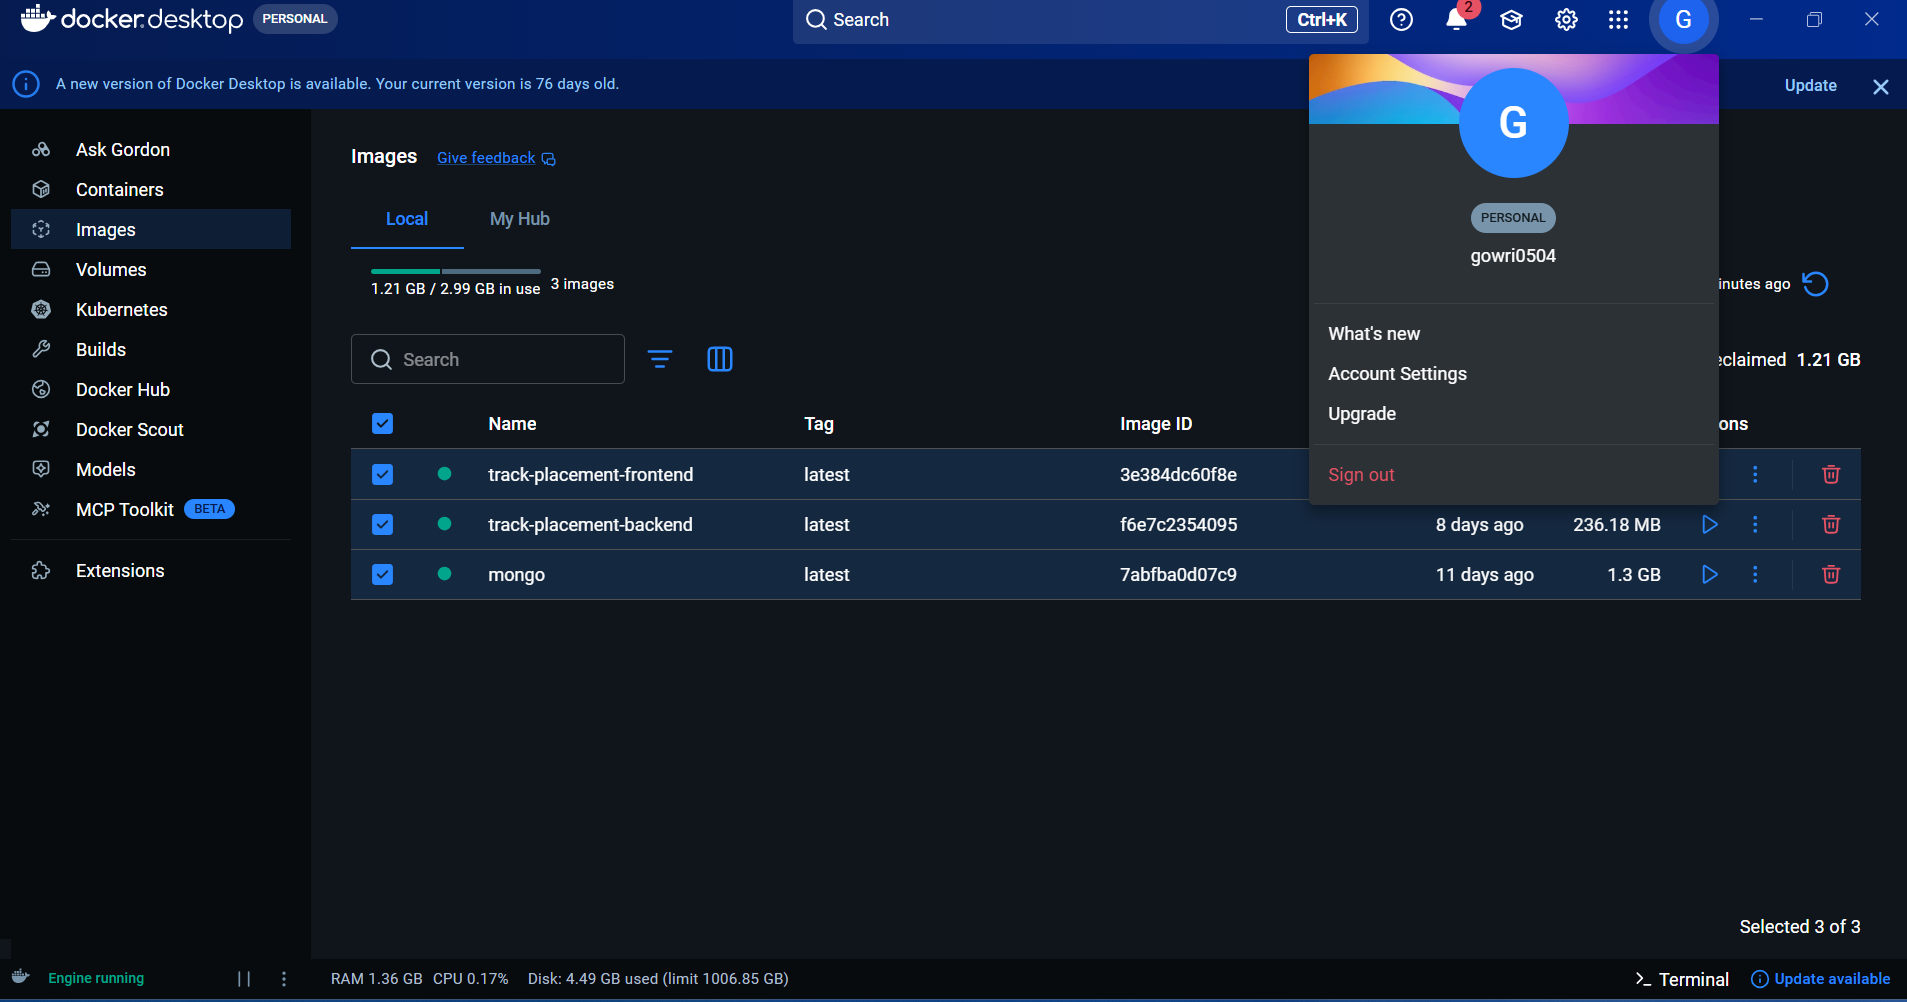 docker.desktop PERSONAL Search Ctrl+K 2 G
A new version of Docker Desktop is available. Your current version is 76 days old. Update
Ask Gordon
Containers
Images
Volumes
Kubernetes
Builds
Docker Hub
Docker Scout
Models
MCP Toolkit BETA
Extensions
Images Give feedback
Local My Hub
1.21 GB / 2.99 GB in use 3 images
inutes ago
Search
eclaimed 1.21 GB
Name Tag Image ID ons
track-placement-frontend latest 3e384dc60f8e
track-placement-backend latest f6e7c2354095 8 days ago 236.18 MB
mongo latest 7abfba0d07c9 11 days ago 1.3 GB
G
PERSONAL
gowri0504
What's new
Account Settings
Upgrade
Sign out
Selected 3 of 3
Engine running RAM 1.36 GB CPU 0.17% Disk: 4.49 GB used (limit 1006.85 GB) >_ Terminal Update available